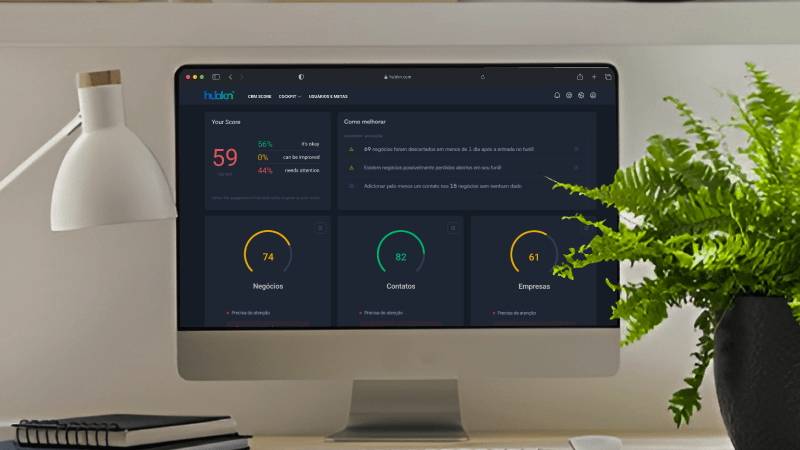 hubkn.com
hubkn
CRM SCORE
COCKPIT
USUÁRIOS E METAS
Your Score
59
56% it's okay
0% can be improved
44% needs attention
Como melhorar
69 negócios foram descartados em menos de 1 dia após a entrada no funil!
Existem negócios possivelmente perdidos abertos em seu funil!
Adicionar pelo menos um contato nos 15 negócios sem nenhum dado.
74
Negócios
Precisa de atenção
82
Contatos
Precisa de atenção
61
Empresas
Precisa de atenção